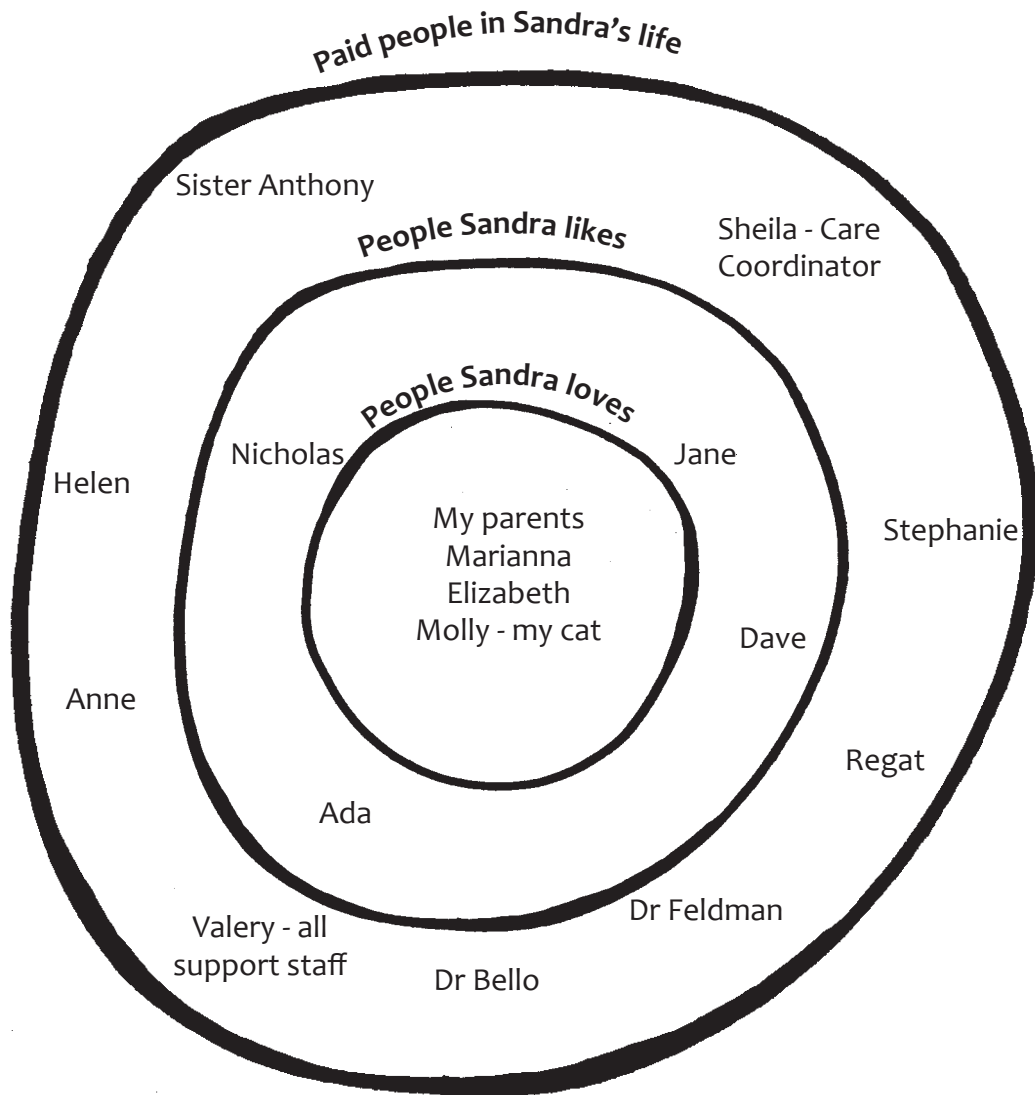 Paid people in Sandra’s life
Sister Anthony
Sheila - Care
Coordinator
People Sandra likes
People Sandra loves
Nicholas
Jane
Helen
My parents
Marianna
Elizabeth
Molly - my cat
Stephanie
Dave
Anne
Regat
Ada
Valery - all
support staff
Dr Feldman
Dr Bello